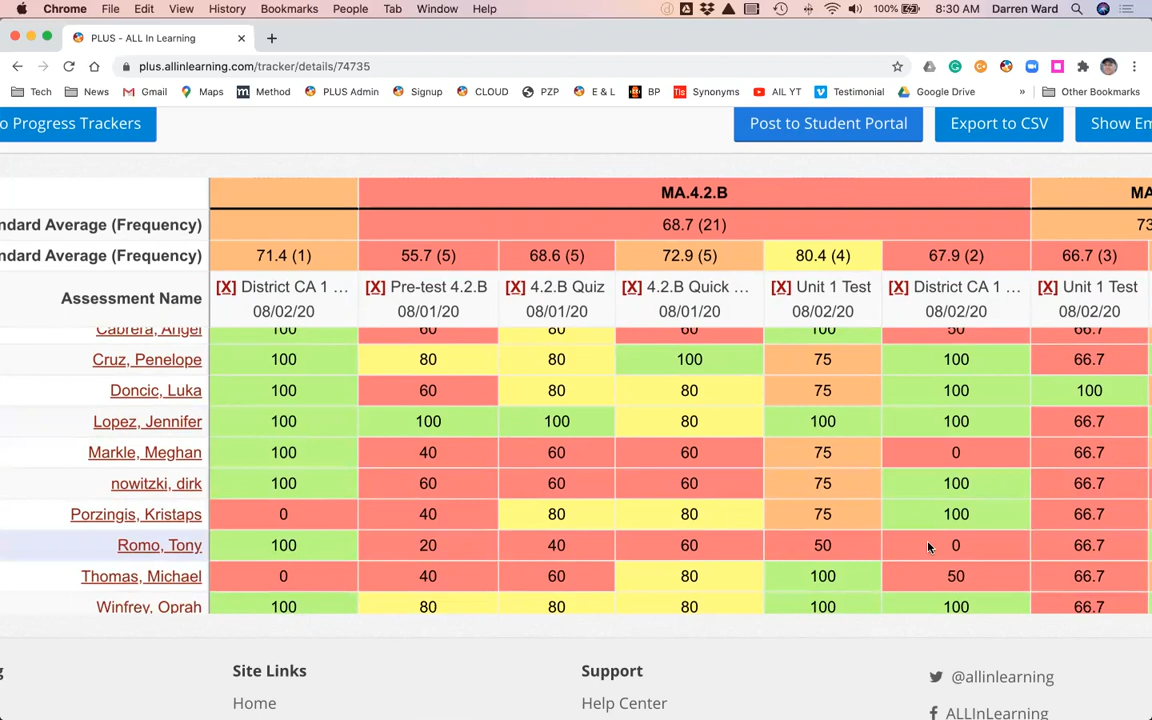 Chrome File Edit View History Bookmarks People Tab Window Help 100% 8:30 AM Darren Ward
PLUS - ALL In Learning
plus.allinlearning.com/tracker/details/74735
Tech News Gmail Maps Method PLUS Admin Signup CLOUD PZP E & L BP Synonyms AIL YT Testimonial Google Drive » Other Bookmarks
o Progress Trackers Post to Student Portal Export to CSV Show Em
MA.4.2.B MA
ndard Average (Frequency) 68.7 (21) 73
ndard Average (Frequency) 71.4 (1) 55.7 (5) 68.6 (5) 72.9 (5) 80.4 (4) 67.9 (2) 66.7 (3)
Assessment Name [X] District CA 1 ... [X] Pre-test 4.2.B [X] 4.2.B Quiz [X] 4.2.B Quick ... [X] Unit 1 Test [X] District CA 1 ... [X] Unit 1 Test
08/02/20 08/01/20 08/01/20 08/01/20 08/02/20 08/02/20 08/02/20
Cabrera, Angel 100 60 80 60 100 50 66.7
Cruz, Penelope 100 80 80 100 75 100 66.7
Doncic, Luka 100 60 80 80 75 100 100
Lopez, Jennifer 100 100 100 80 100 100 66.7
Markle, Meghan 100 40 60 60 75 0 66.7
nowitzki, dirk 100 60 60 60 75 100 66.7
Porzingis, Kristaps 0 40 80 80 75 100 66.7
Romo, Tony 100 20 40 60 50 0 66.7
Thomas, Michael 0 40 60 80 100 50 66.7
Winfrey, Oprah 100 80 80 80 100 100 66.7
g Site Links Support @allinlearning
Home Help Center ALLInLearning